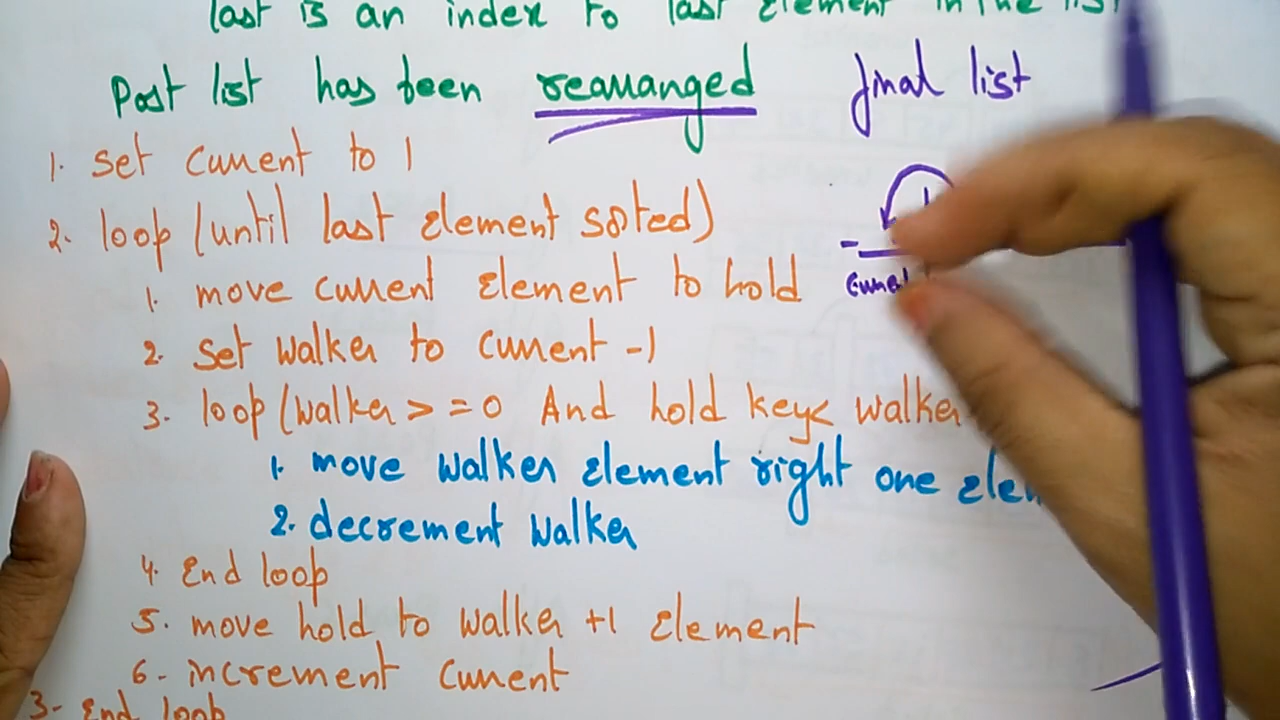 last is an index to last element in the list
Post list has been rearranged final list
1. set current to 1
2. loop (until last element sorted)
1. move current element to hold
2. set walker to current -1
3. loop (walker > = 0 And hold key < walker
1. move walker element right one
2. decrement walker
4. End loop
5. move hold to walker +1 element
6. increment current
3. End loop